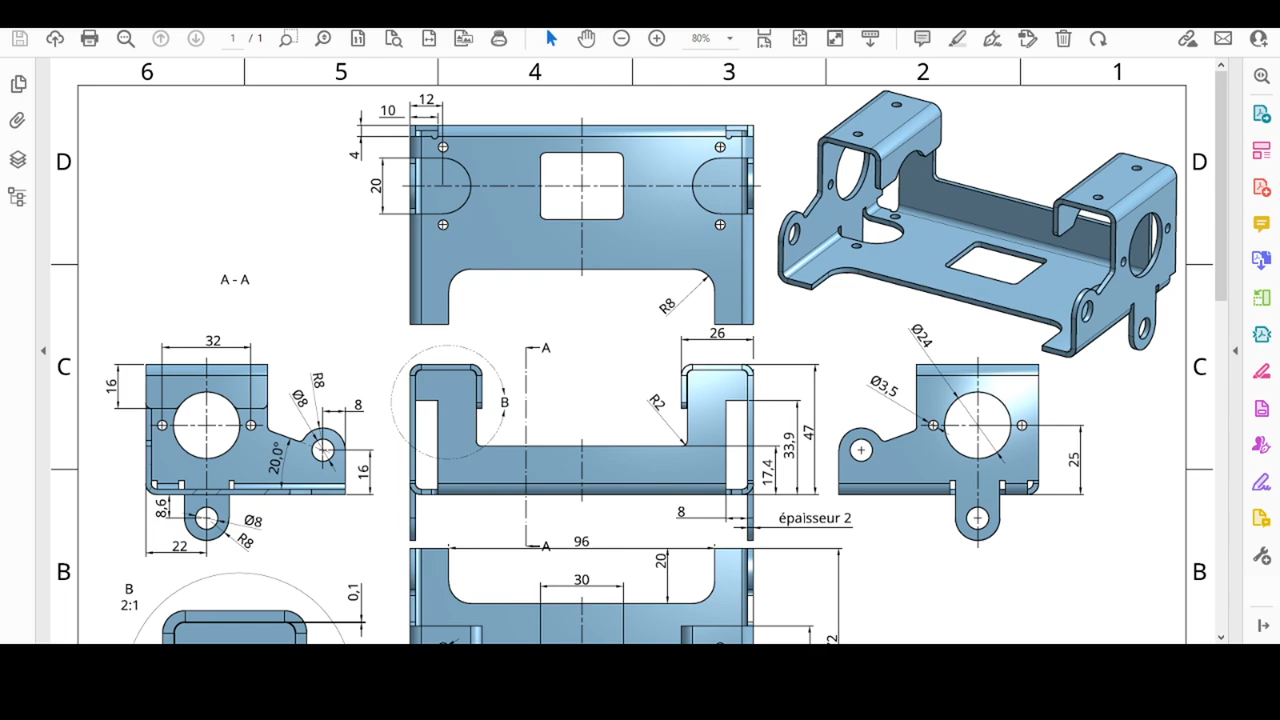 1 / 1
80%
6 5 4 3 2 1
12
10
4
20
D
D
A - A
R8
C
C
32
16
Ø8
R8
8
20,0°
16
8,6
Ø8
R8
22
A
26
B
R2
33,9
47
17,4
8
épaisseur 2
A
Ø24
Ø3,5
25
B
B
96
20
30
B
2:1
0,1